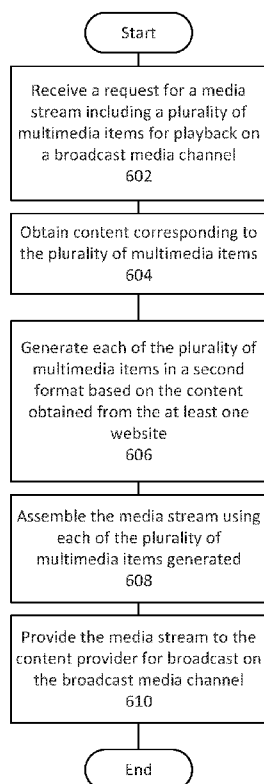 Start
Receive a request for a media
stream including a plurality of
multimedia items for playback on
a broadcast media channel
602
Obtain content corresponding to
the plurality of multimedia items
604
Generate each of the plurality of
multimedia items in a second
format based on the content
obtained from the at least one
website
606
Assemble the media stream using
each of the plurality of
multimedia items generated
608
Provide the media stream to the
content provider for broadcast on
the broadcast media channel
610
End